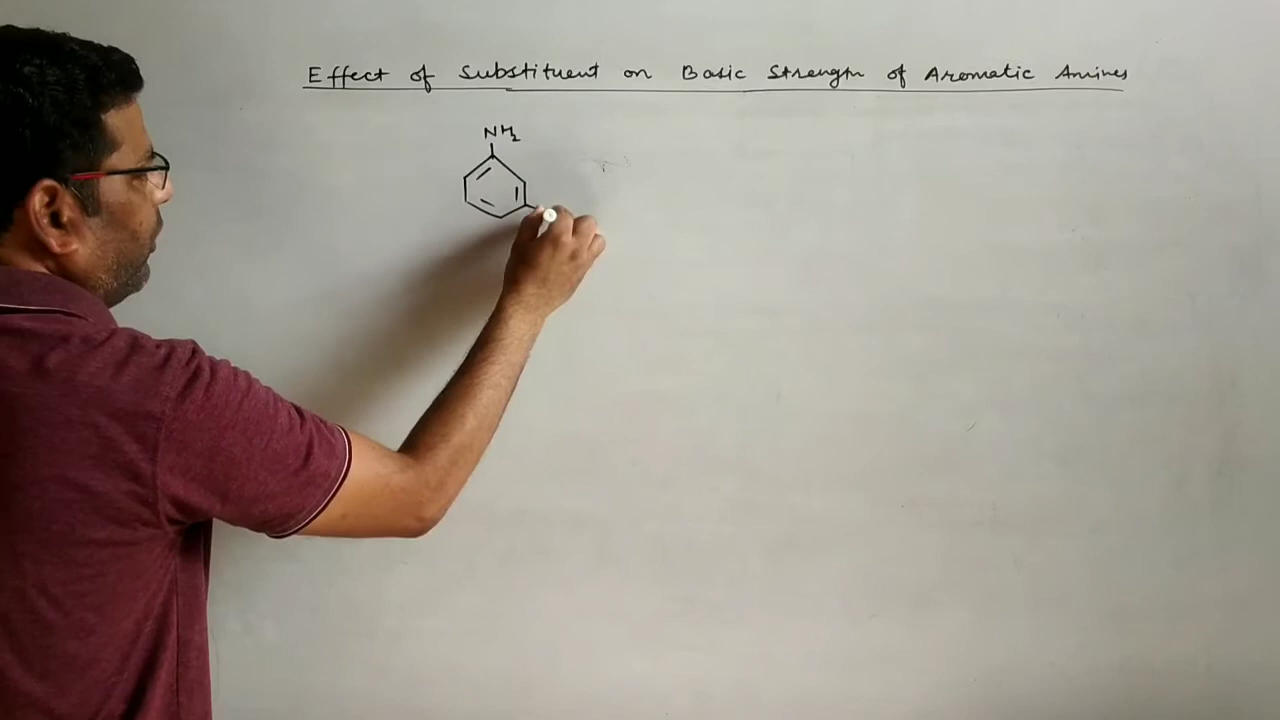 Effect of Substituent on Basic Strength of Aromatic Amines
NH₂